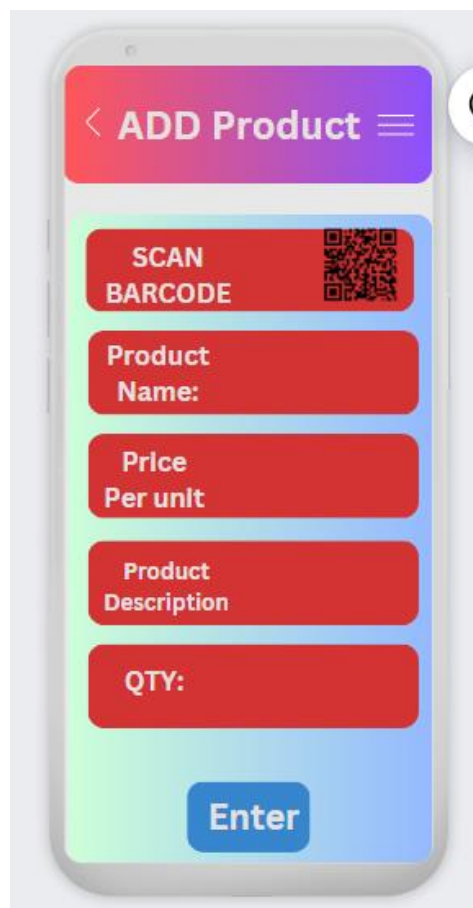 ADD Product
SCAN
BARCODE
Product
Name:
Price
Per unit
Product
Description
QTY:
Enter